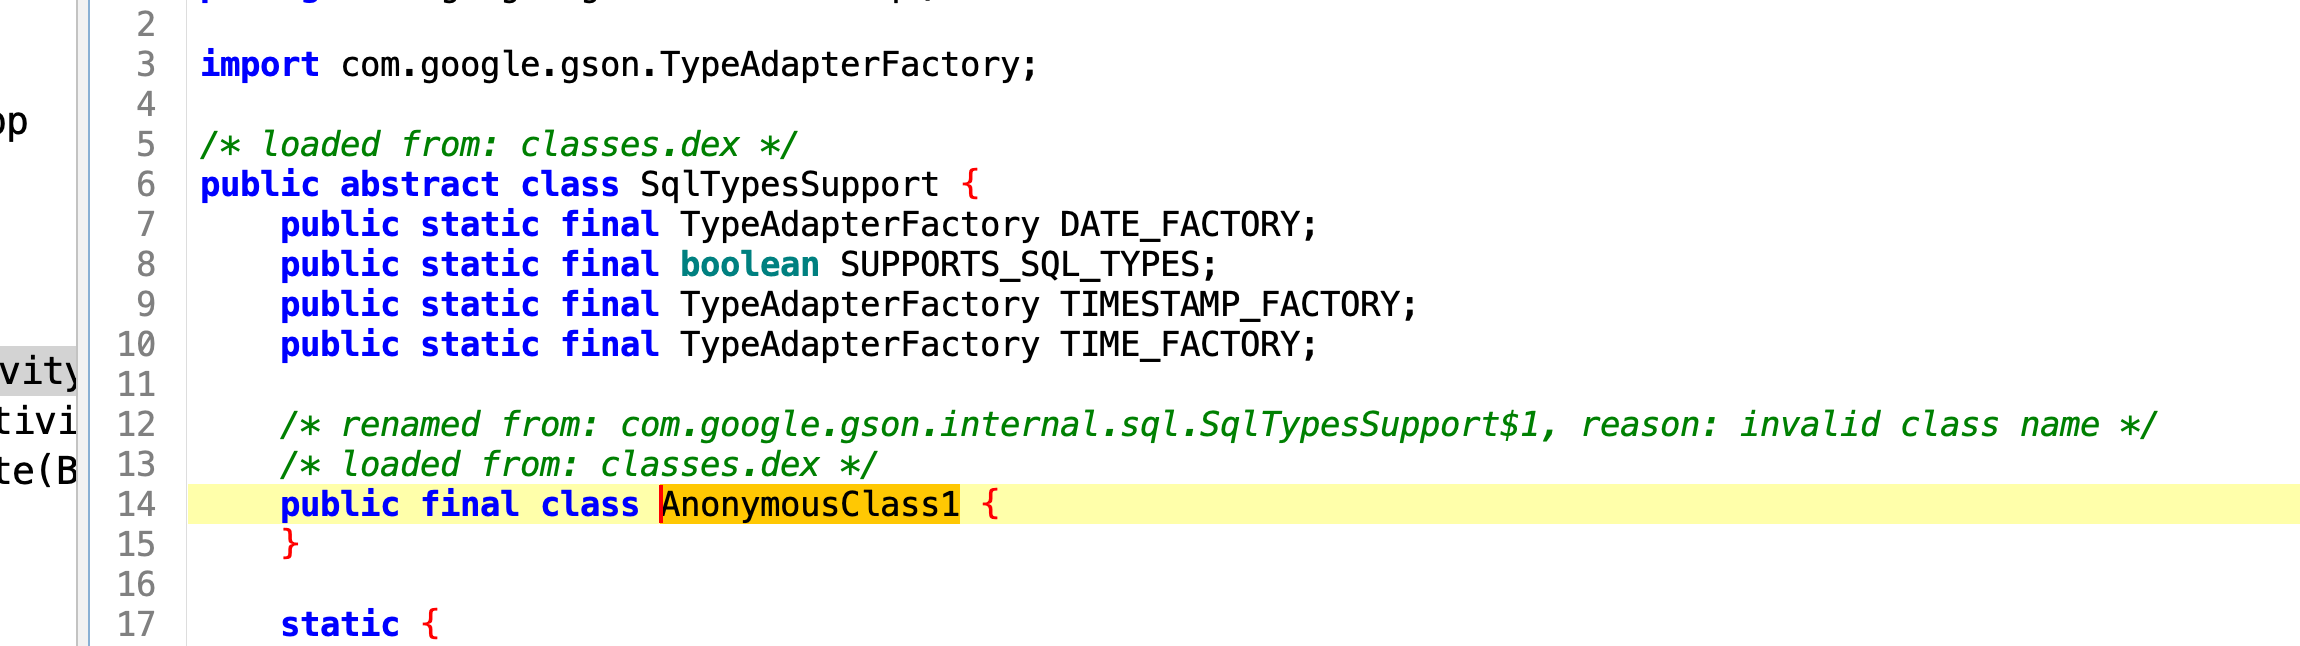 2
3 import com.google.gson.TypeAdapterFactory;
4
5 /* loaded from: classes.dex */
6 public abstract class SqlTypesSupport {
7 public static final TypeAdapterFactory DATE_FACTORY;
8 public static final boolean SUPPORTS_SQL_TYPES;
9 public static final TypeAdapterFactory TIMESTAMP_FACTORY;
10 public static final TypeAdapterFactory TIME_FACTORY;
11
12 /* renamed from: com.google.gson.internal.sql.SqlTypesSupport$1, reason: invalid class name */
13 /* loaded from: classes.dex */
14 public final class AnonymousClass1 {
15 }
16
17 static {
pp
vity
tivi
te(B